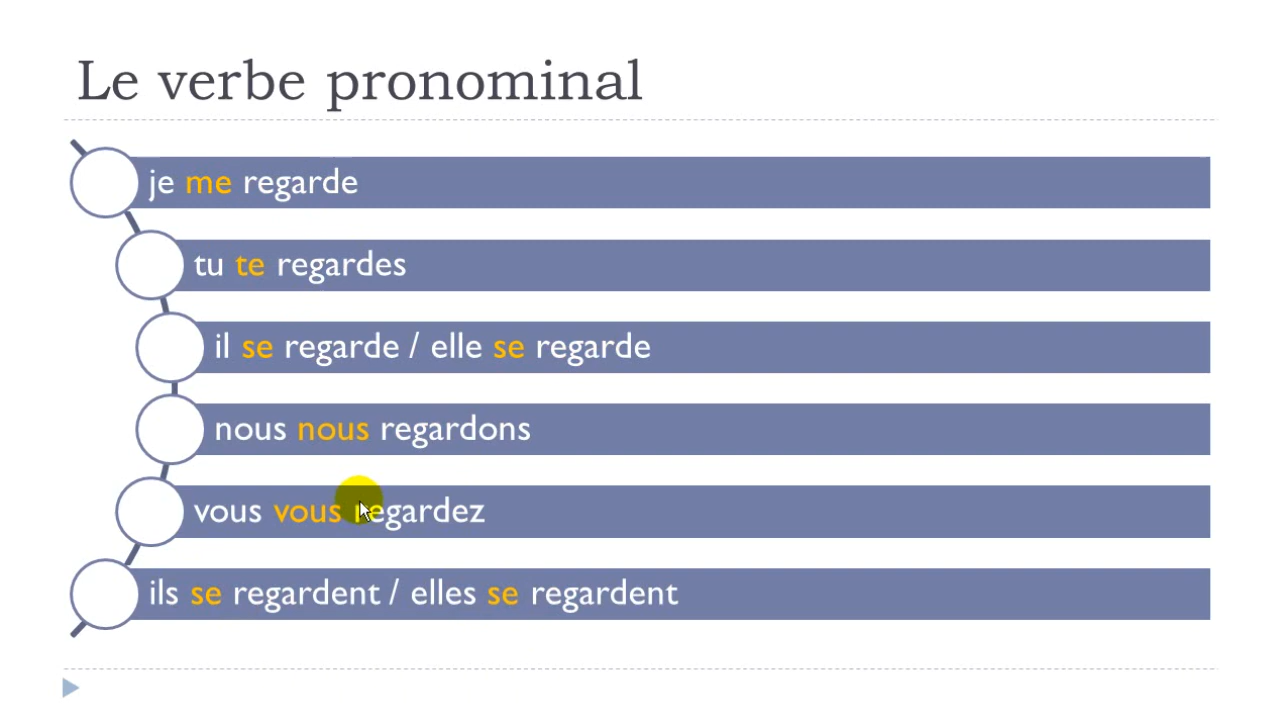 Le verbe pronominal
je me regarde
tu te regardes
il se regarde / elle se regarde
nous nous regardons
vous vous regardez
ils se regardent / elles se regardent